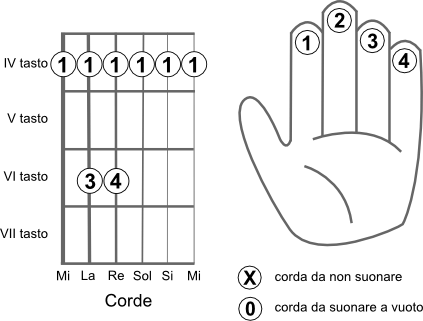 IV tasto 1 1 1 1 1 1
V tasto
VI tasto 3 4
VII tasto
Mi La Re Sol Si Mi
Corde
1 2 3 4
X corda da non suonare
0 corda da suonare a vuoto